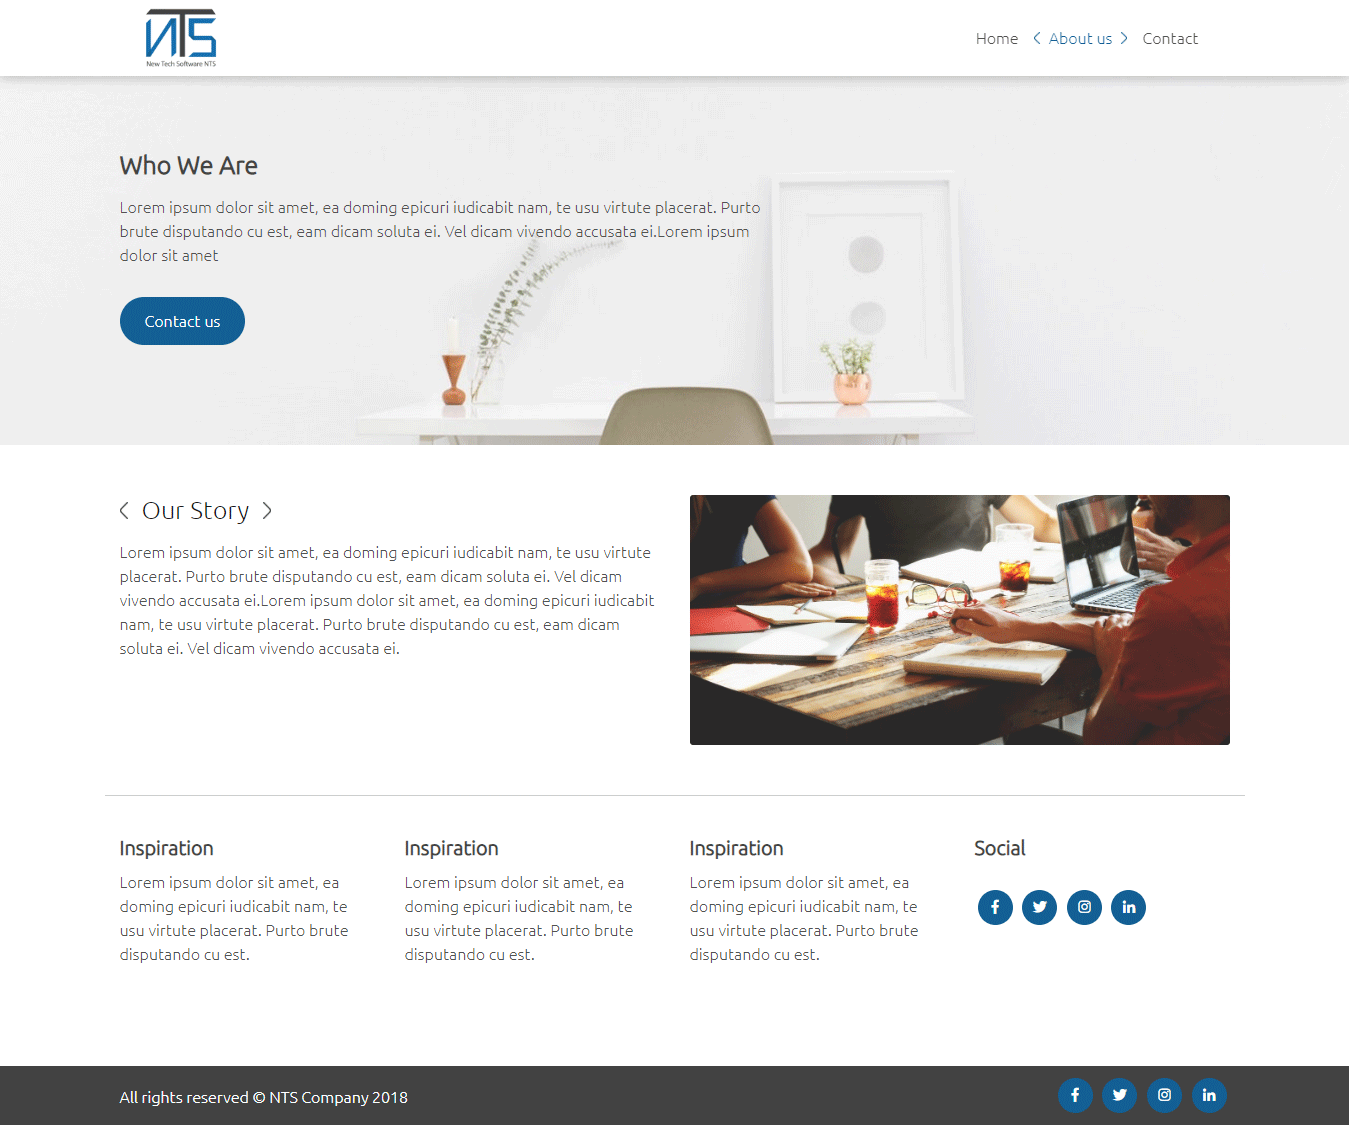 NTS
New Tech Software NTS
Home About us Contact
Who We Are
Lorem ipsum dolor sit amet, ea doming epicuri iudicabit nam, te usu virtute placerat. Purto
brute disputando cu est, eam dicam soluta ei. Vel dicam vivendo accusata ei.Lorem ipsum
dolor sit amet
Contact us
Our Story
Lorem ipsum dolor sit amet, ea doming epicuri iudicabit nam, te usu virtute
placerat. Purto brute disputando cu est, eam dicam soluta ei. Vel dicam
vivendo accusata ei.Lorem ipsum dolor sit amet, ea doming epicuri iudicabit
nam, te usu virtute placerat. Purto brute disputando cu est, eam dicam
soluta ei. Vel dicam vivendo accusata ei.
Inspiration
Lorem ipsum dolor sit amet, ea
doming epicuri iudicabit nam, te
usu virtute placerat. Purto brute
disputando cu est.
Inspiration
Lorem ipsum dolor sit amet, ea
doming epicuri iudicabit nam, te
usu virtute placerat. Purto brute
disputando cu est.
Inspiration
Lorem ipsum dolor sit amet, ea
doming epicuri iudicabit nam, te
usu virtute placerat. Purto brute
disputando cu est.
Social
All rights reserved © NTS Company 2018